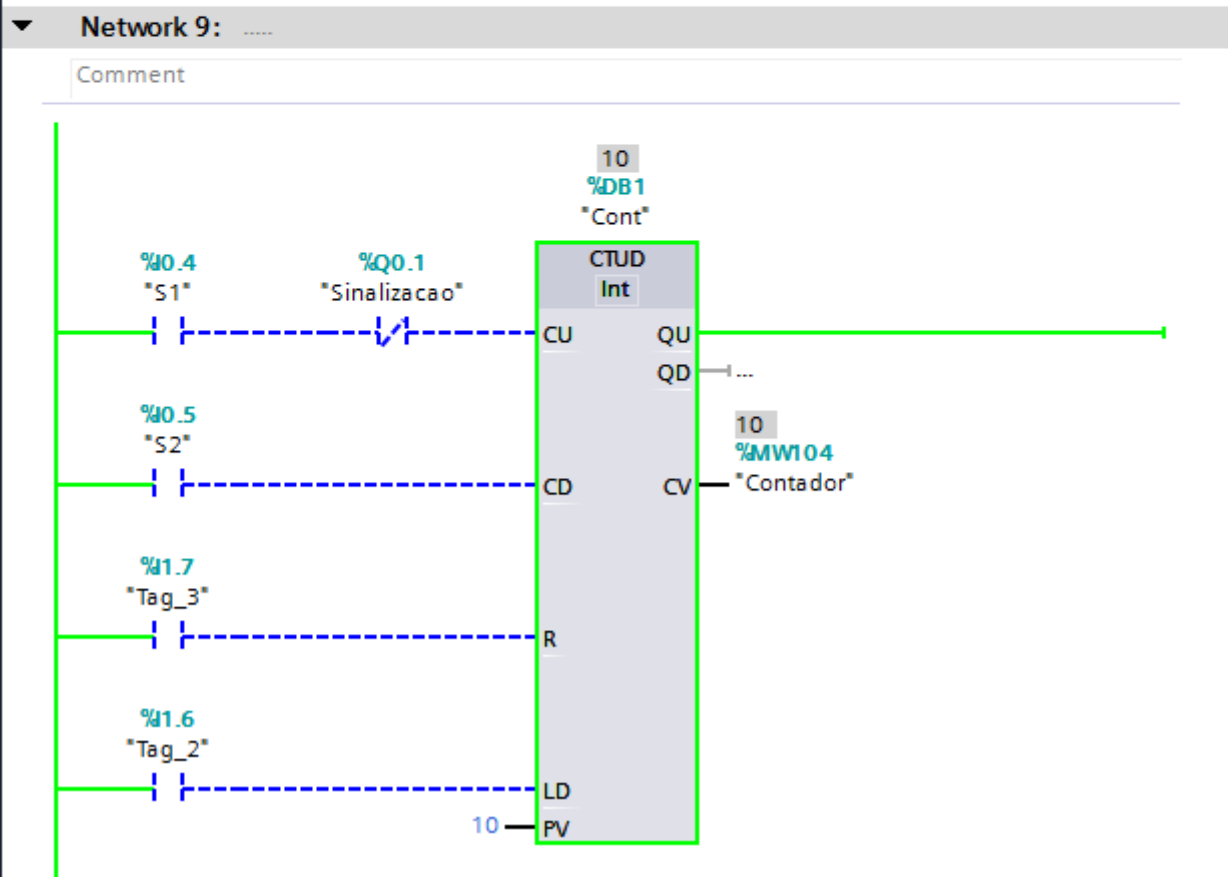 Network 9: .....
Comment
10
%DB1
"Cont"
%I0.4
"S1"
%Q0.1
"Sinalizacao"
CTUD
Int
CU
QU
QD
...
%I0.5
"S2"
10
%MW104
"Contador"
CD
CV
%I1.7
"Tag_3"
R
%I1.6
"Tag_2"
LD
10
PV